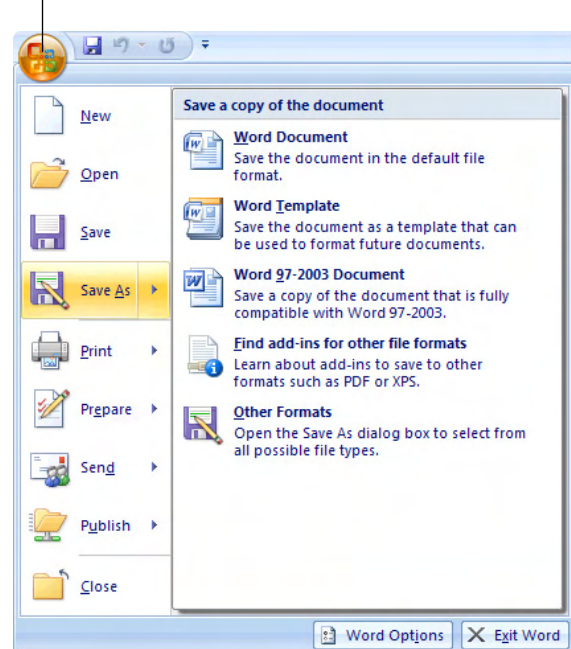 New
Open
Save
Save As
Print
Prepare
Send
Publish
Close
Save a copy of the document
Word Document
Save the document in the default file
format.
Word Template
Save the document as a template that can
be used to format future documents.
Word 97-2003 Document
Save a copy of the document that is fully
compatible with Word 97-2003.
Find add-ins for other file formats
Learn about add-ins to save to other
formats such as PDF or XPS.
Other Formats
Open the Save As dialog box to select from
all possible file types.
Word Options
Exit Word